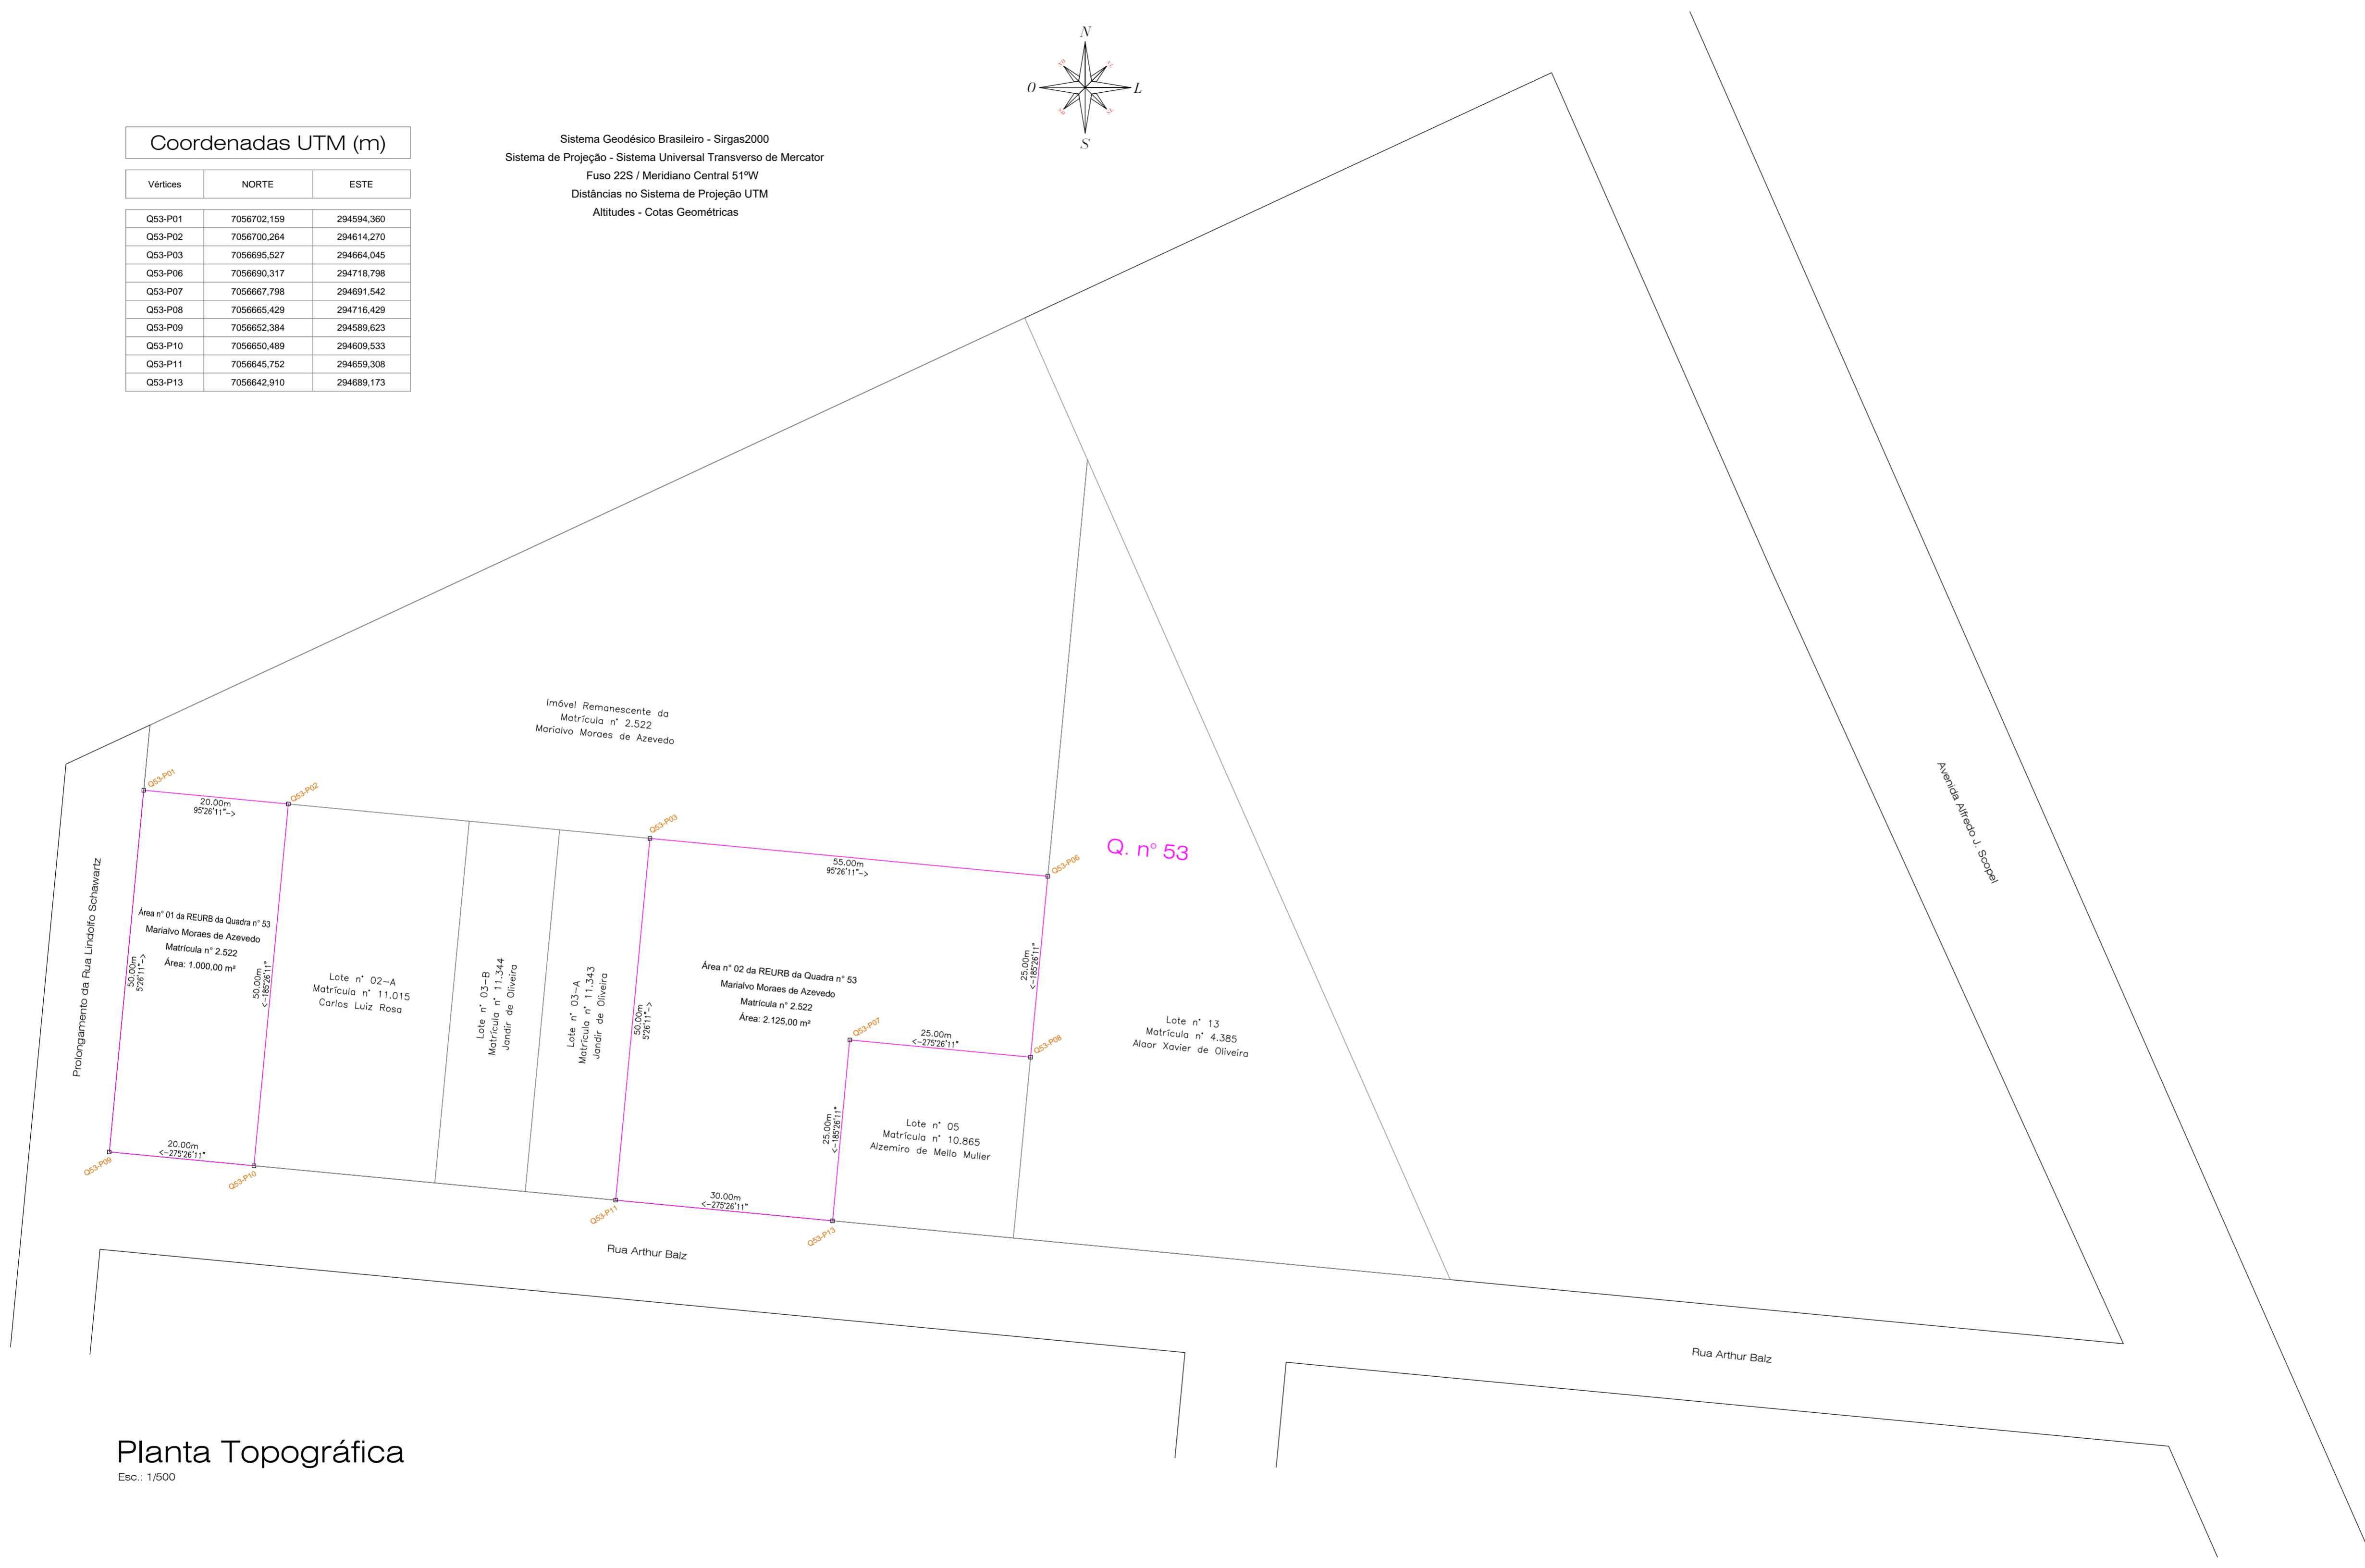 N
O
L
S
Coordenadas UTM (m)
Vértices NORTE ESTE
Q53-P01 7056702,159 294594,360
Q53-P02 7056700,264 294614,270
Q53-P03 7056695,527 294664,045
Q53-P06 7056690,317 294718,798
Q53-P07 7056667,798 294691,542
Q53-P08 7056665,429 294716,429
Q53-P09 7056652,384 294589,623
Q53-P10 7056650,489 294609,533
Q53-P11 7056645,752 294659,308
Q53-P13 7056642,910 294689,173
Sistema Geodésico Brasileiro - Sirgas2000
Sistema de Projeção - Sistema Universal Transverso de Mercator
Fuso 22S / Meridiano Central 51ºW
Distâncias no Sistema de Projeção UTM
Altitudes - Cotas Geométricas
Imóvel Remanescente da
Matrícula n° 2.522
Marialvo Moraes de Azevedo
Q53-P01
20.00m
95°26'11"->
Q53-P02
Q53-P03
55.00m
95°26'11"->
Q53-P06
Q. nº 53
Avenida Alfredo J. Scopel
Prolongamento da Rua Lindolfo Schawartz
50.00m
5°26'11"->
Área n° 01 da REURB da Quadra n° 53
Marialvo Moraes de Azevedo
Matrícula n° 2.522
Área: 1.000,00 m²
50.00m
<-185°26'11"
Lote n° 02-A
Matrícula n° 11.015
Carlos Luiz Rosa
Lote n° 03-B
Matrícula n° 11.344
Jandir de Oliveira
Lote n° 03-A
Matrícula n° 11.343
Jandir de Oliveira
50.00m
5°26'11"->
Área n° 02 da REURB da Quadra n° 53
Marialvo Moraes de Azevedo
Matrícula n° 2.522
Área: 2.125,00 m²
25.00m
<-185°26'11"
Q53-P07
25.00m
<-275°26'11"
Q53-P08
Lote n° 13
Matrícula n° 4.385
Alaor Xavier de Oliveira
25.00m
<-185°26'11"
Lote n° 05
Matrícula n° 10.865
Alzemiro de Mello Muller
Q53-P09
20.00m
<-275°26'11"
Q53-P10
Q53-P11
30.00m
<-275°26'11"
Q53-P13
Rua Arthur Balz
Rua Arthur Balz
Planta Topográfica
Esc.: 1/500